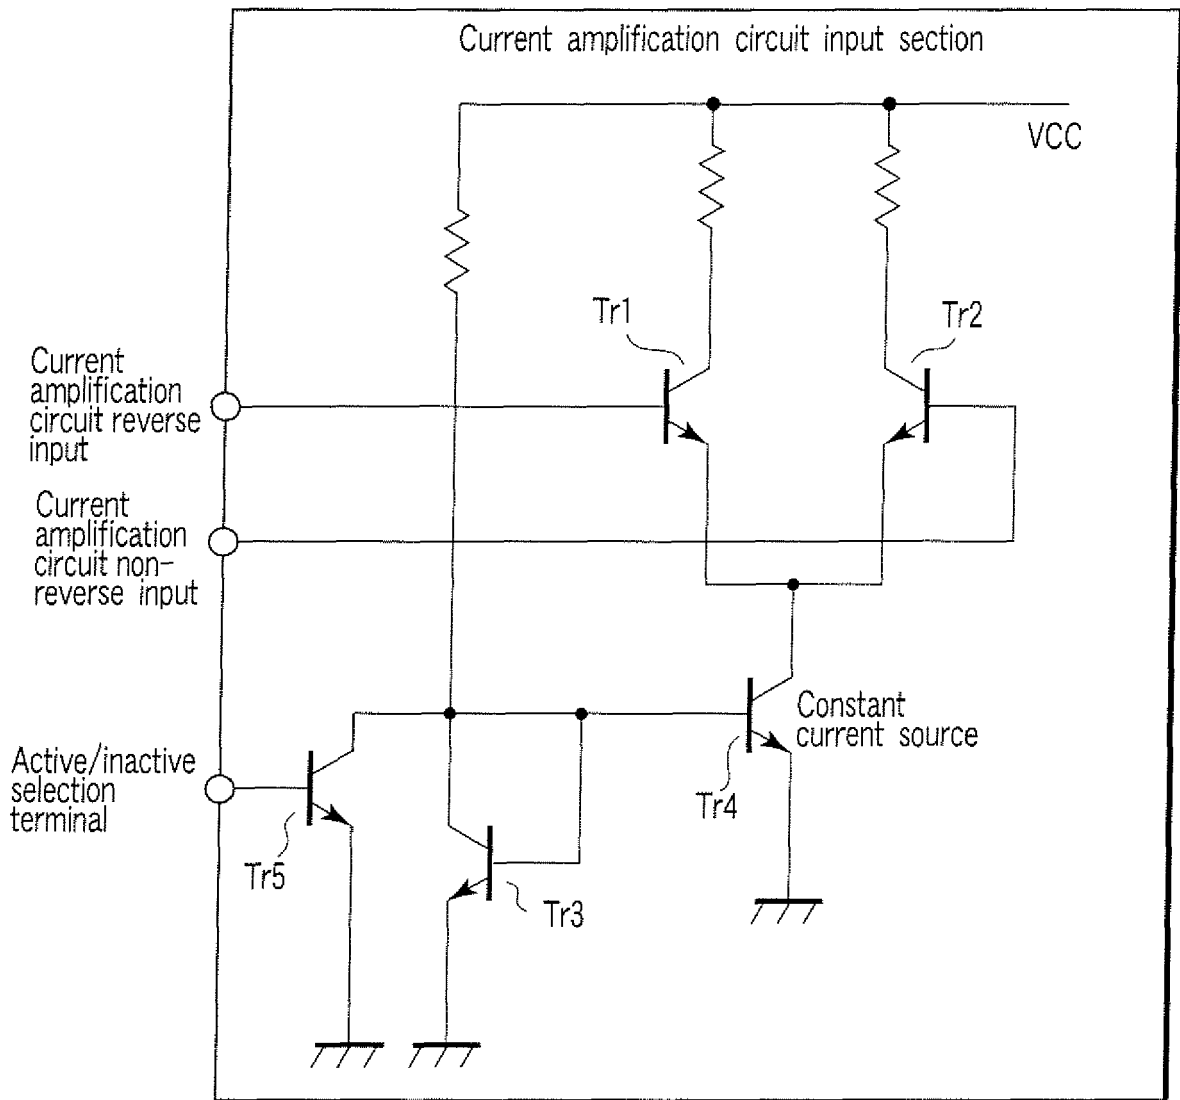 Current amplification circuit input section
VCC
Tr1
Tr2
Current
amplification
circuit reverse
input
Current
amplification
circuit non-
reverse input
Constant
current source
Active/inactive
selection
terminal
Tr4
Tr5
Tr3